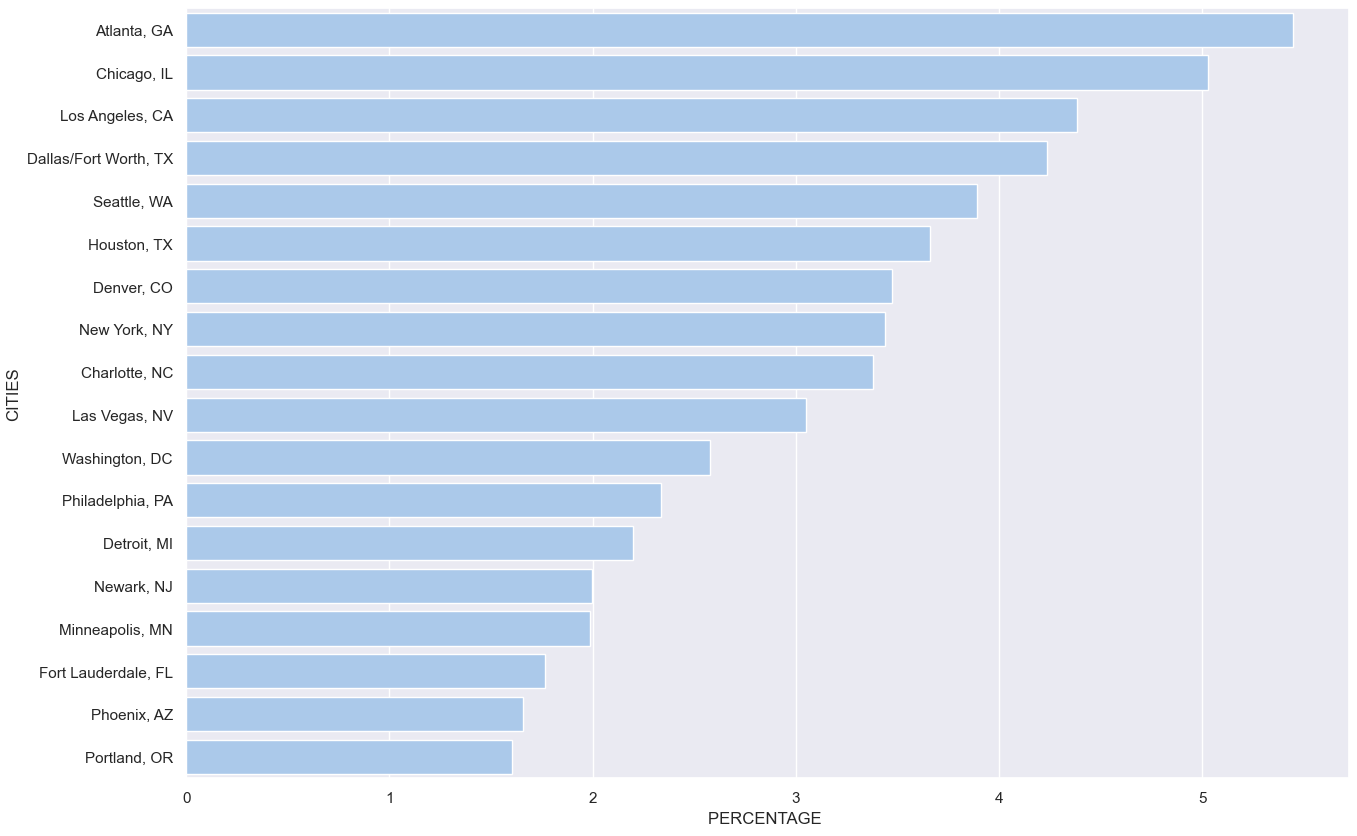 Atlanta, GA
Chicago, IL
Los Angeles, CA
Dallas/Fort Worth, TX
Seattle, WA
Houston, TX
Denver, CO
New York, NY
Charlotte, NC
Las Vegas, NV
Washington, DC
Philadelphia, PA
Detroit, MI
Newark, NJ
Minneapolis, MN
Fort Lauderdale, FL
Phoenix, AZ
Portland, OR
CITIES
0 1 2 3 4 5
PERCENTAGE